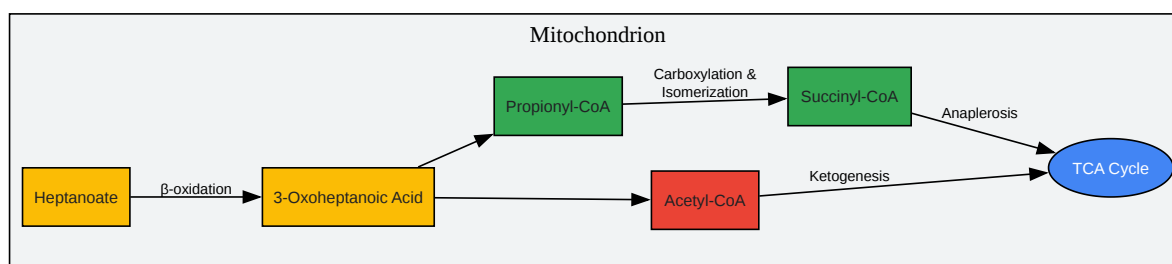 Mitochondrion
Heptanoate
β-oxidation
3-Oxoheptanoic Acid
Propionyl-CoA
Carboxylation &
Isomerization
Succinyl-CoA
Anaplerosis
Acetyl-CoA
Ketogenesis
TCA Cycle